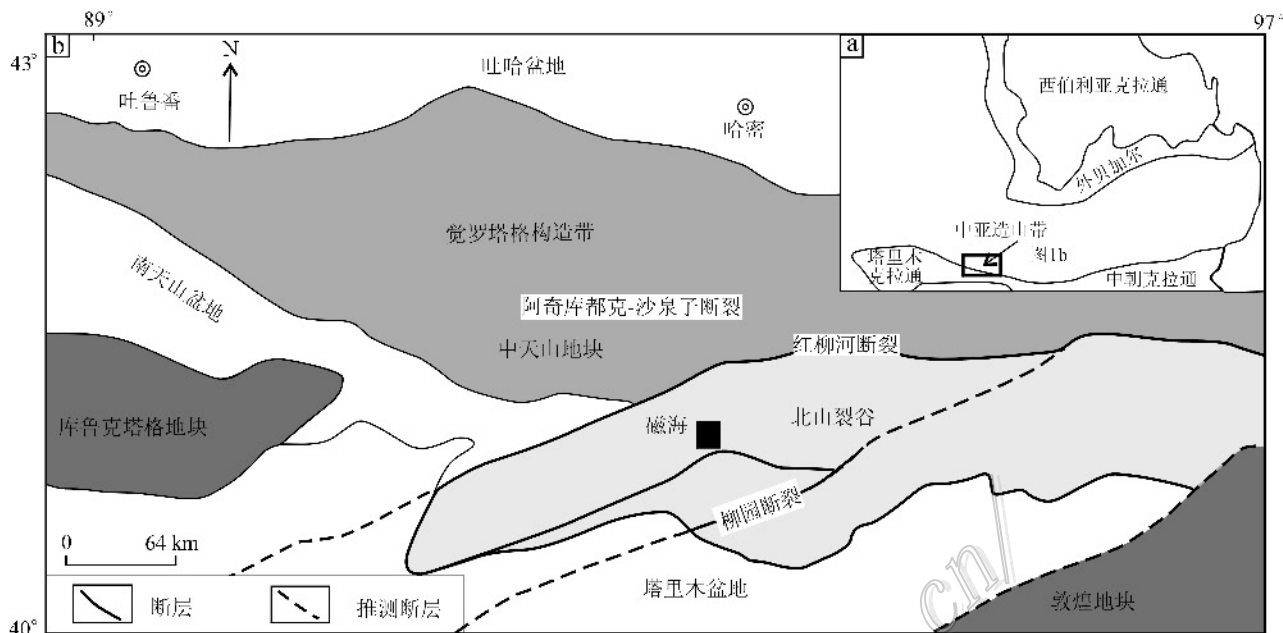 89°
97°
43°
b
N
a
吐鲁番
吐哈盆地
哈密
西伯利亚克拉通
外贝加尔
中亚造山带
图1b
塔里木
克拉通
中朝克拉通
觉罗塔格构造带
南天山盆地
阿奇库都克-沙泉子断裂
红柳河断裂
中天山地块
库鲁克塔格地块
磁海
北山裂谷
柳园断裂
0 64 km
塔里木盆地
敦煌地块
断层
推测断层
40°
cn/